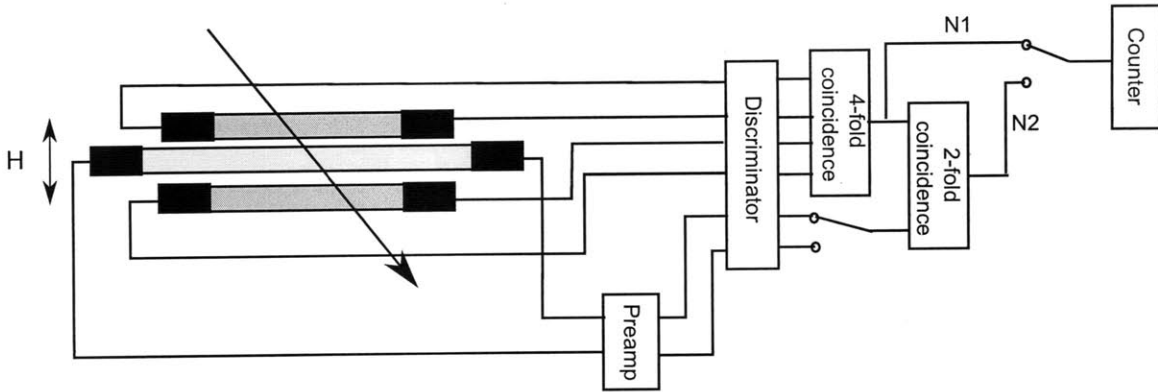 H
Preamp
Discriminator
4-fold
coincidence
N1
2-fold
coincidence
N2
Counter